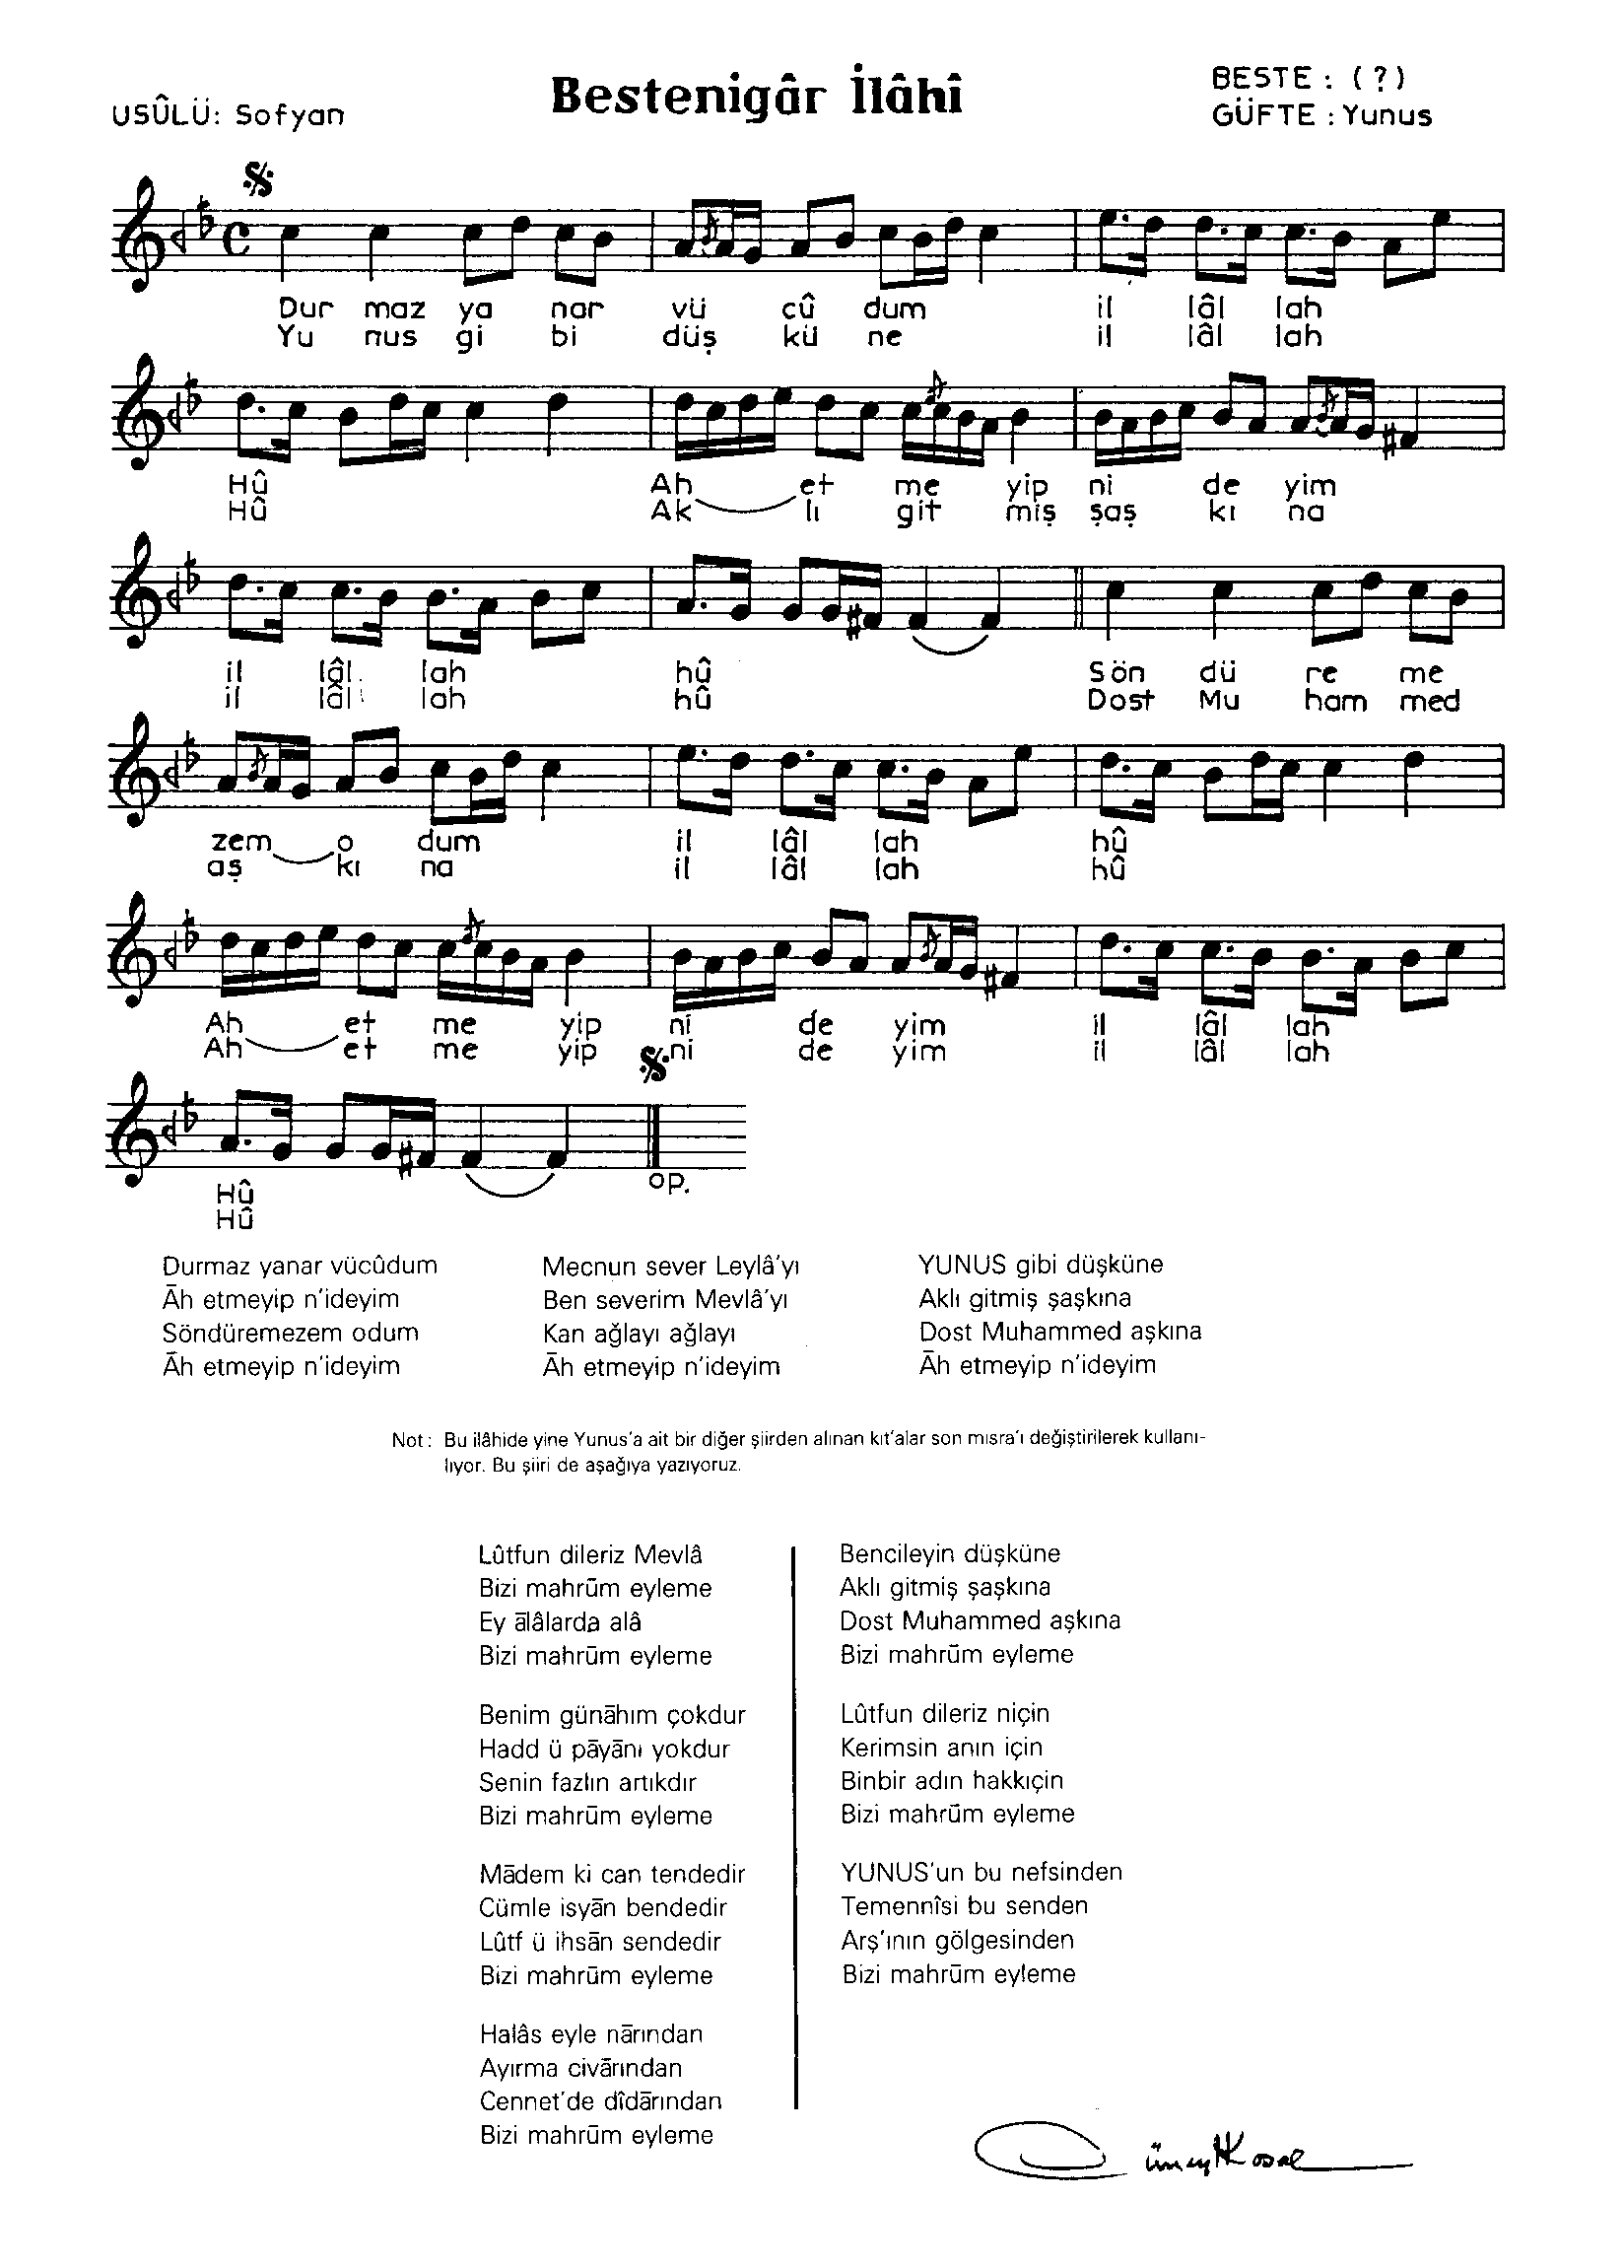 Bestenigâr İlâhî
USÛLÜ: Sofyan
BESTE : (?)
GÜFTE : Yunus
Dur maz ya nar vü cû dum il lâl lah
Yu nus gi bi düş kü ne il lâl lah
Hû Ah et me yip ni de yim
Hû Ak lı git miş şaş kı na
il lâl lah hû Sön dü re me
il lâl lah hû Dost Mu ham med
zem o dum il lâl lah hû
aş kı na il lâl lah hû
Ah et me yip ni de yim il lâl lah
Ah et me yip ni de yim il lâl lah
op.
Hû
Hû
Durmaz yanar vücûdum
Āh etmeyip n'ideyim
Söndüremezem odum
Āh etmeyip n'ideyim
Mecnun sever Leylâ'yı
Ben severim Mevlâ'yı
Kan ağlayı ağlayı
Āh etmeyip n'ideyim
YUNUS gibi düşküne
Aklı gitmiş şaşkına
Dost Muhammed aşkına
Āh etmeyip n'ideyim
Not : Bu ilâhide yine Yunus'a ait bir diğer şiirden alınan kıt'alar son mısra'ı değiştirilerek kullanı-
lıyor. Bu şiiri de aşağıya yazıyoruz.
Lûtfun dileriz Mevlâ
Bizi mahrūm eyleme
Ey ālâlarda alâ
Bizi mahrūm eyleme
Benim günāhım çokdur
Hadd ü pāyānı yokdur
Senin fazlın artıkdır
Bizi mahrūm eyleme
Mādem ki can tendedir
Cümle isyān bendedir
Lûtf ü ihsān sendedir
Bizi mahrūm eyleme
Halâs eyle nārından
Ayırma civārından
Cennet'de dîdārından
Bizi mahrūm eyleme
Bencileyin düşküne
Aklı gitmiş şaşkına
Dost Muhammed aşkına
Bizi mahrūm eyleme
Lûtfun dileriz niçin
Kerimsin anın için
Binbir adın hakkıçin
Bizi mahrūm eyleme
YUNUS'un bu nefsinden
Temennîsi bu senden
Arş'ının gölgesinden
Bizi mahrūm eyleme
Cüneyt Kosal